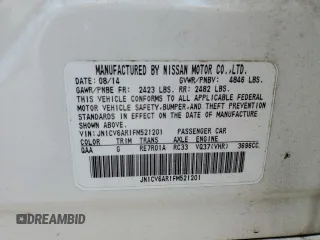 MANUFACTURED BY NISSAN MOTOR CO.,LTD.
DATE: 08/14 GVWR/PNBV: 4846 LBS.
GAWR/PNBE FR: 2423 LBS. RR: 2482 LBS.
THIS VEHICLE CONFORMS TO ALL APPLICABLE FEDERAL
MOTOR VEHICLE SAFETY, BUMPER, AND THEFT PREVENTION
STANDARDS IN EFFECT ON THE DATE OF MANUFACTURE
SHOWN ABOVE.
VIN: JN1CV6AR1FM521201 PASSENGER CAR
COLOR TRIM TRANS AXLE ENGINE
QAA G RE7R01A RC33 VQ37(VHR) 3696CC
JN1CV6AR1FM521201
DREAMBID